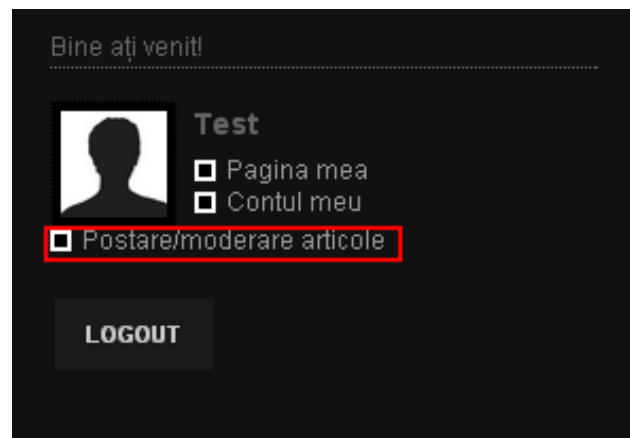 Bine ați venit!
Test
Pagina mea
Contul meu
Postare/moderare articole
LOGOUT